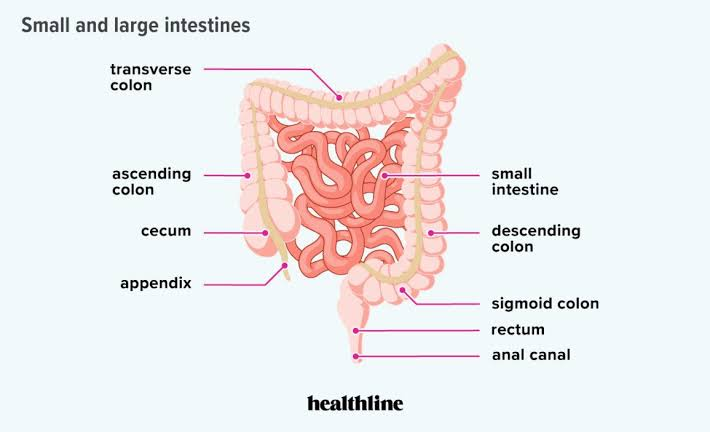 Small and large intestines
transverse
colon
ascending
colon
cecum
appendix
small
intestine
descending
colon
sigmoid colon
rectum
anal canal
healthline